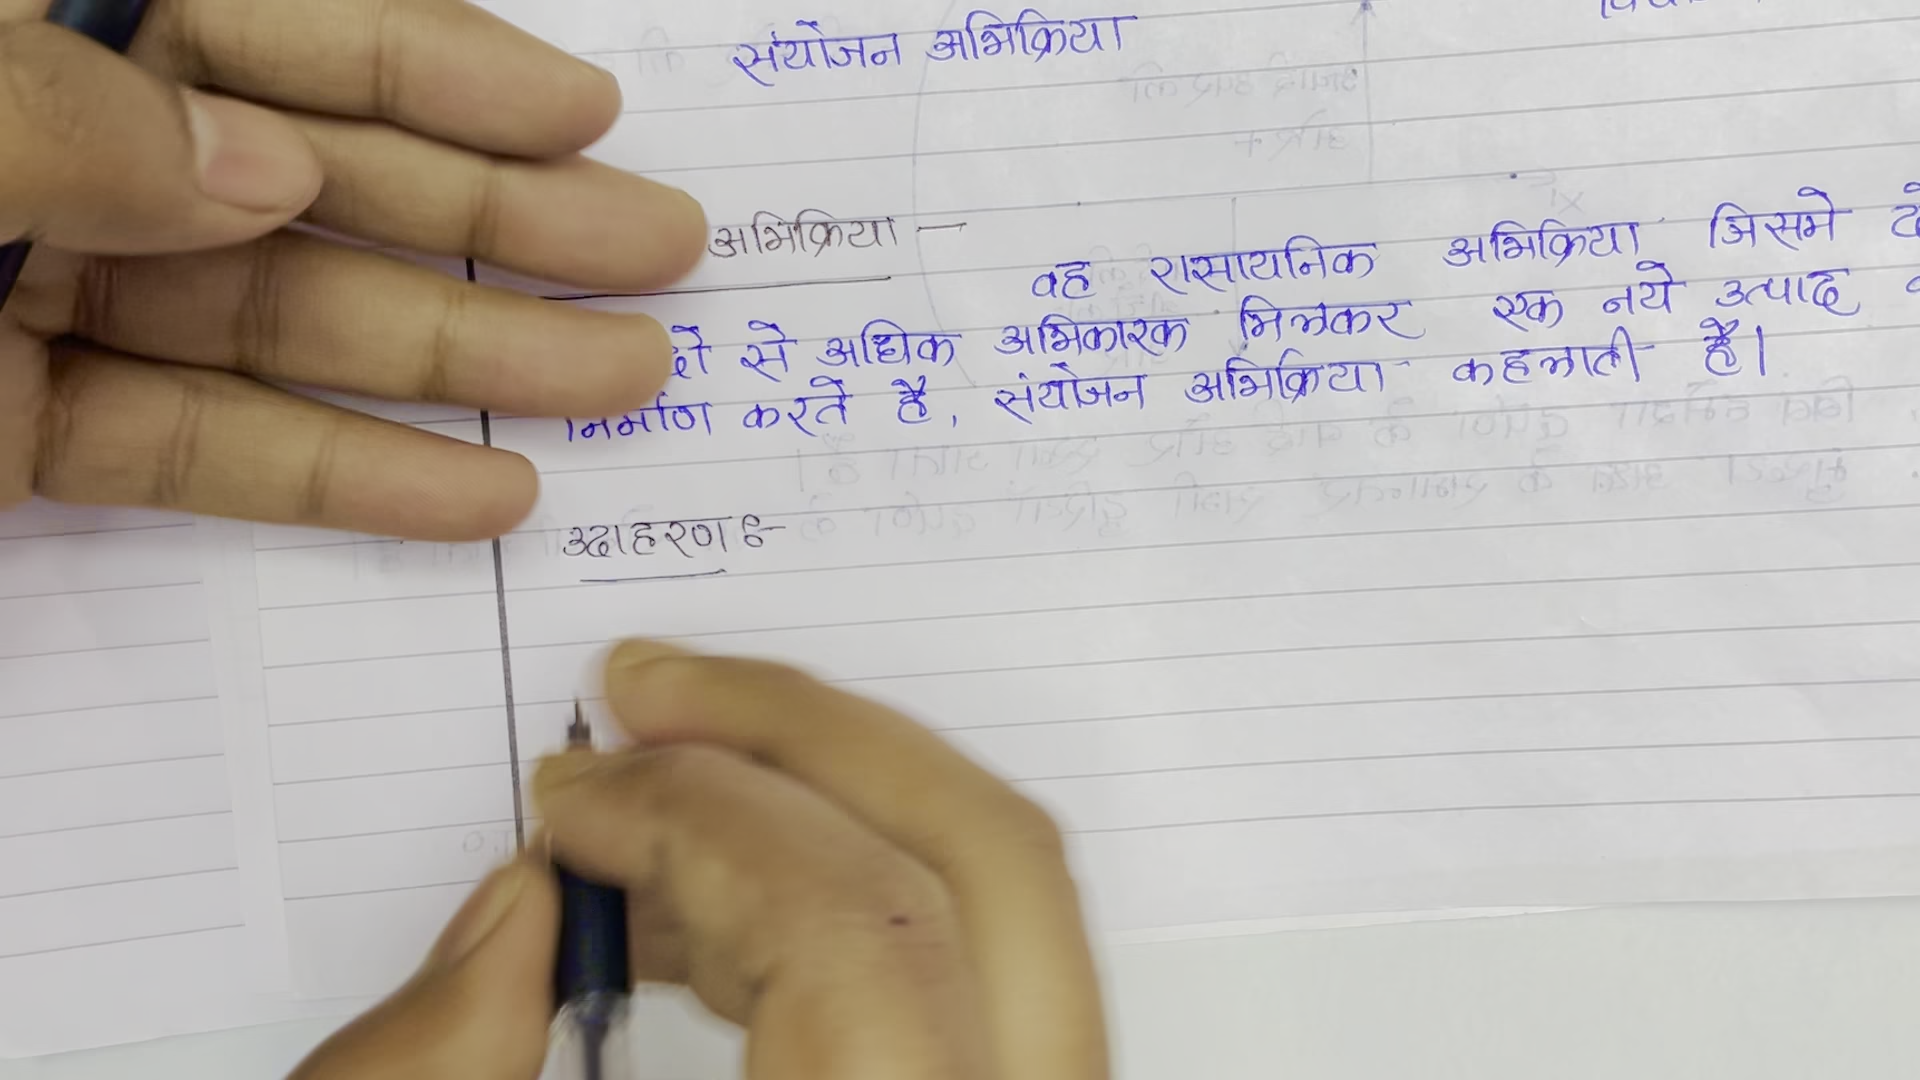 संयोजन अभिक्रिया
अभिक्रिया —
वह रासायनिक अभिक्रिया जिसमे
दो से अधिक अभिकारक मिलकर एक नये उत्पाद
निर्माण करते है, संयोजन अभिक्रिया कहलाती है।
उदाहरण :-